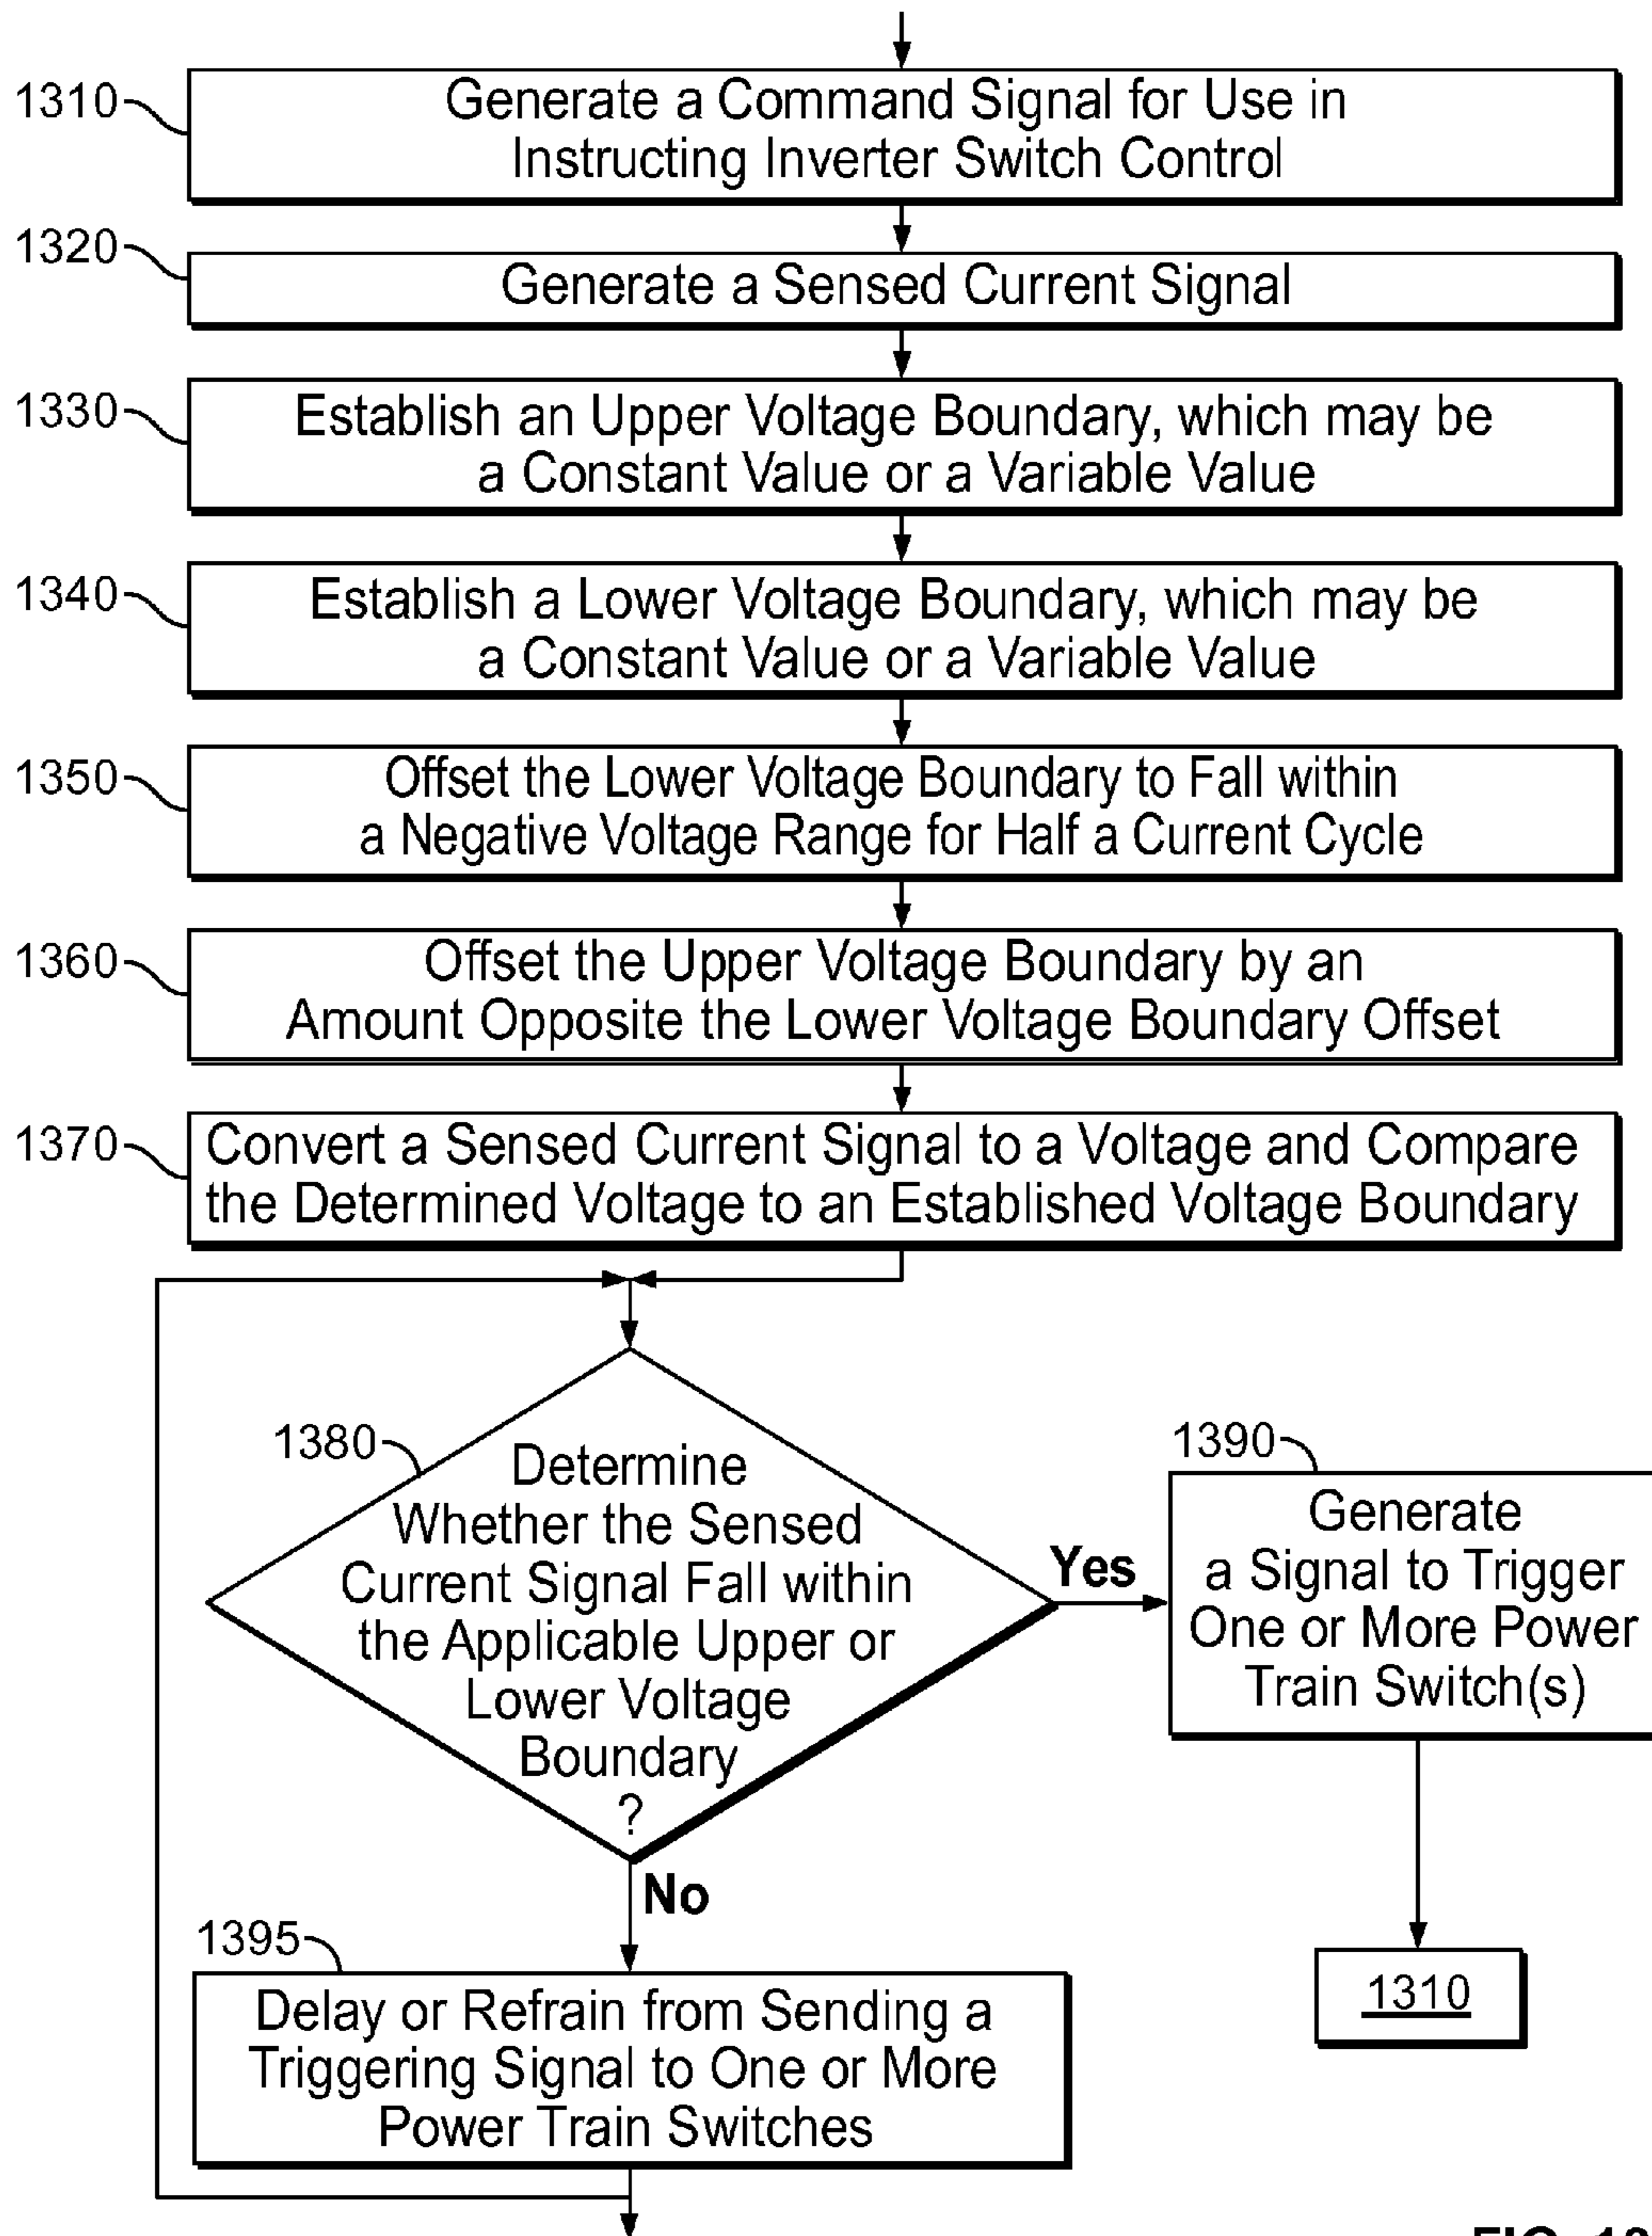 1310
Generate a Command Signal for Use in
Instructing Inverter Switch Control
1320
Generate a Sensed Current Signal
1330
Establish an Upper Voltage Boundary, which may be
a Constant Value or a Variable Value
1340
Establish a Lower Voltage Boundary, which may be
a Constant Value or a Variable Value
1350
Offset the Lower Voltage Boundary to Fall within
a Negative Voltage Range for Half a Current Cycle
1360
Offset the Upper Voltage Boundary by an
Amount Opposite the Lower Voltage Boundary Offset
1370
Convert a Sensed Current Signal to a Voltage and Compare
the Determined Voltage to an Established Voltage Boundary
1380
Determine
Whether the Sensed
Current Signal Fall within
the Applicable Upper or
Lower Voltage
Boundary
?
Yes
1390
Generate
a Signal to Trigger
One or More Power
Train Switch(s)
1310
No
1395
Delay or Refrain from Sending a
Triggering Signal to One or More
Power Train Switches